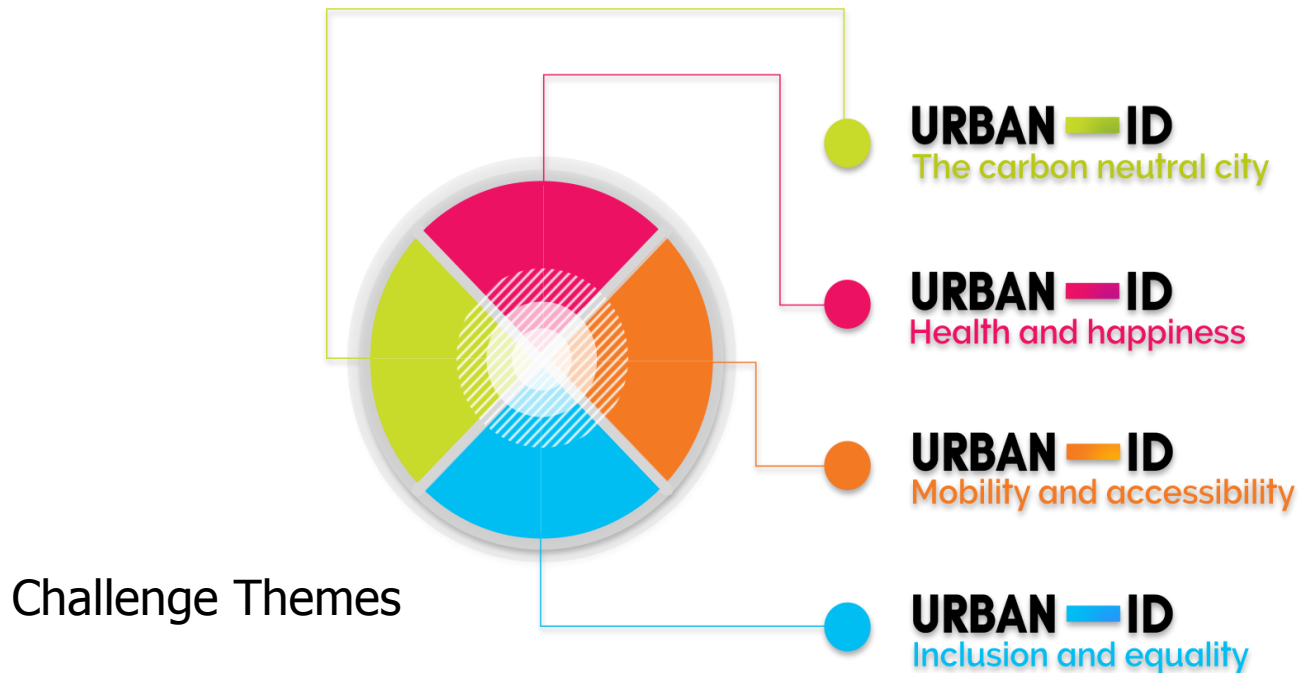 URBAN — ID
The carbon neutral city
URBAN — ID
Health and happiness
URBAN — ID
Mobility and accessibility
Challenge Themes
URBAN — ID
Inclusion and equality